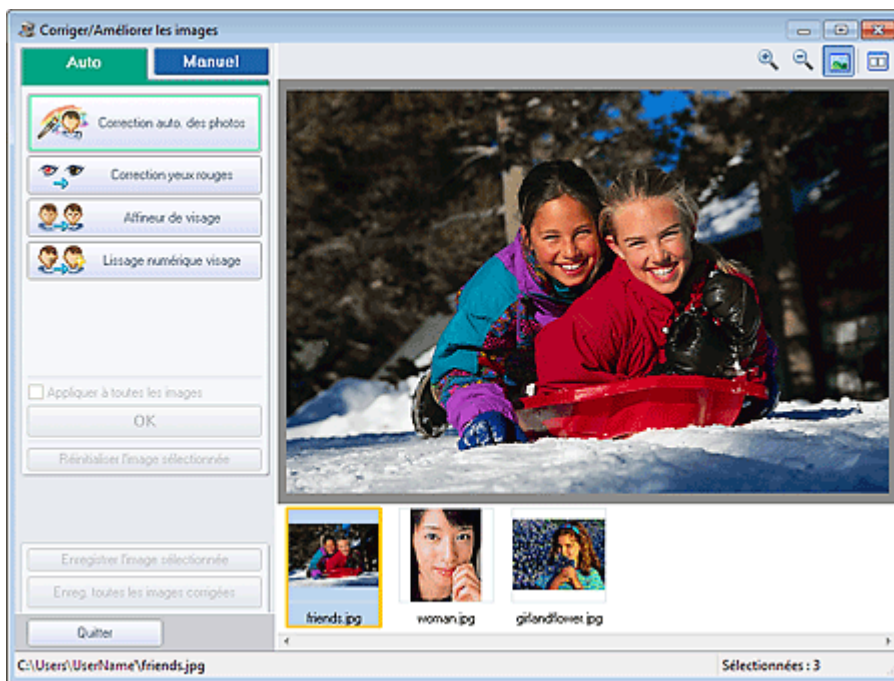 Corriger/Améliorer les images
Auto
Manuel
Correction auto. des photos
Correction yeux rouges
Affineur de visage
Lissage numérique visage
Appliquer à toutes les images
OK
Réinitialiser l'image sélectionnée
Enregistrer l'image sélectionnée
Enreg. toutes les images corrigées
Quitter
friends.jpg
woman.jpg
girlandflower.jpg
C:\Users\UserName\friends.jpg
Sélectionnées : 3